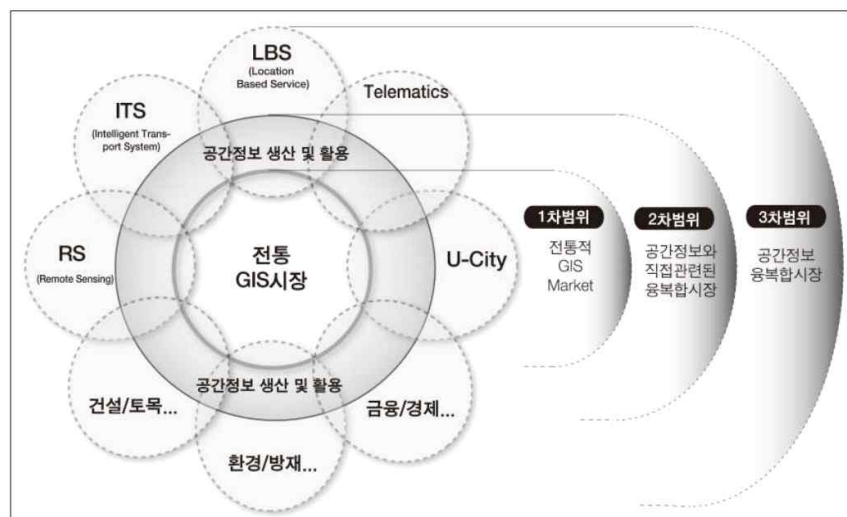 LBS
(Location
Based Service)
Telematics
ITS
(Intelligent Trans-
port System)
공간정보 생산 및 활용
RS
(Remote Sensing)
전통
GIS시장
U-City
공간정보 생산 및 활용
건설/토목...
금융/경제...
환경/방재...
1차범위
전통적
GIS
Market
2차범위
공간정보와
직접관련된
융복합시장
3차범위
공간정보
융복합시장